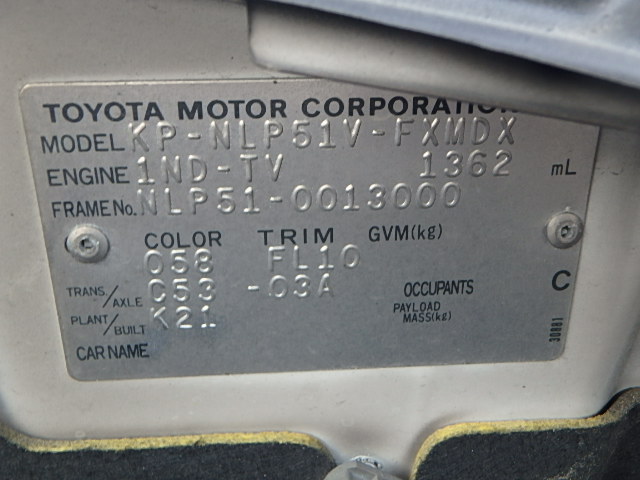 TOYOTA MOTOR CORPORATION
MODEL KP-NLP51V-FXMDX
ENGINE 1ND-TV 1362 mL
FRAME No. NLP51-0013000
COLOR TRIM GVM(kg)
058 FL10
TRANS/AXLE C53 -03A OCCUPANTS C
PLANT/BUILT K21 PAYLOAD MASS(kg)
CAR NAME
30881